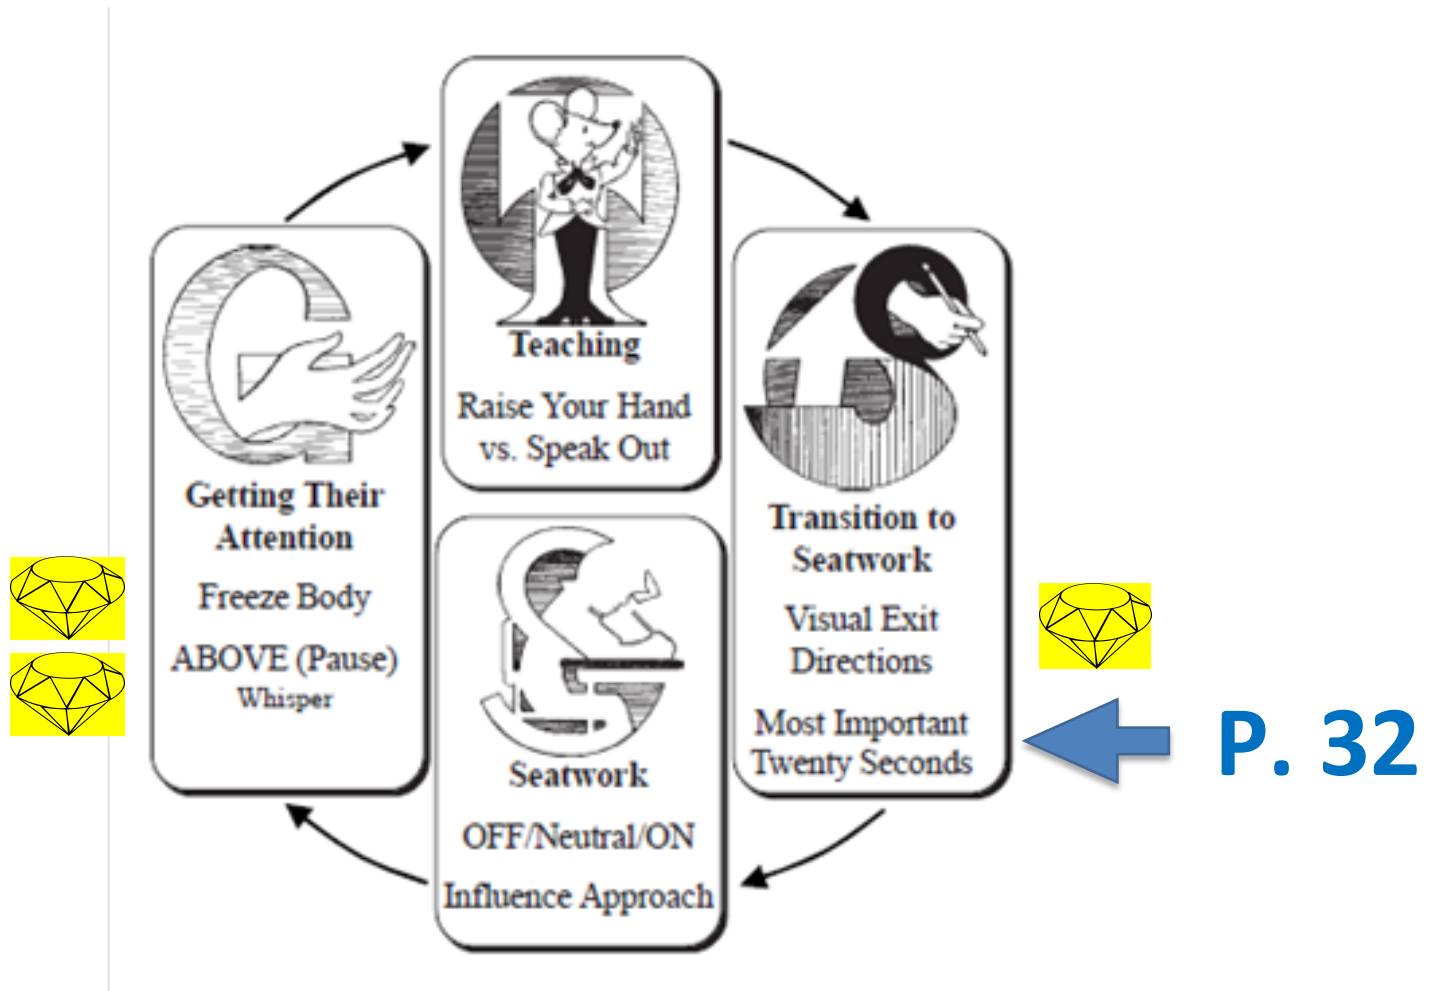 Teaching
Raise Your Hand
vs. Speak Out
Getting Their
Attention
Freeze Body
ABOVE (Pause)
Whisper
Transition to
Seatwork
Visual Exit
Directions
Most Important
Twenty Seconds
P. 32
Seatwork
OFF/Neutral/ON
Influence Approach